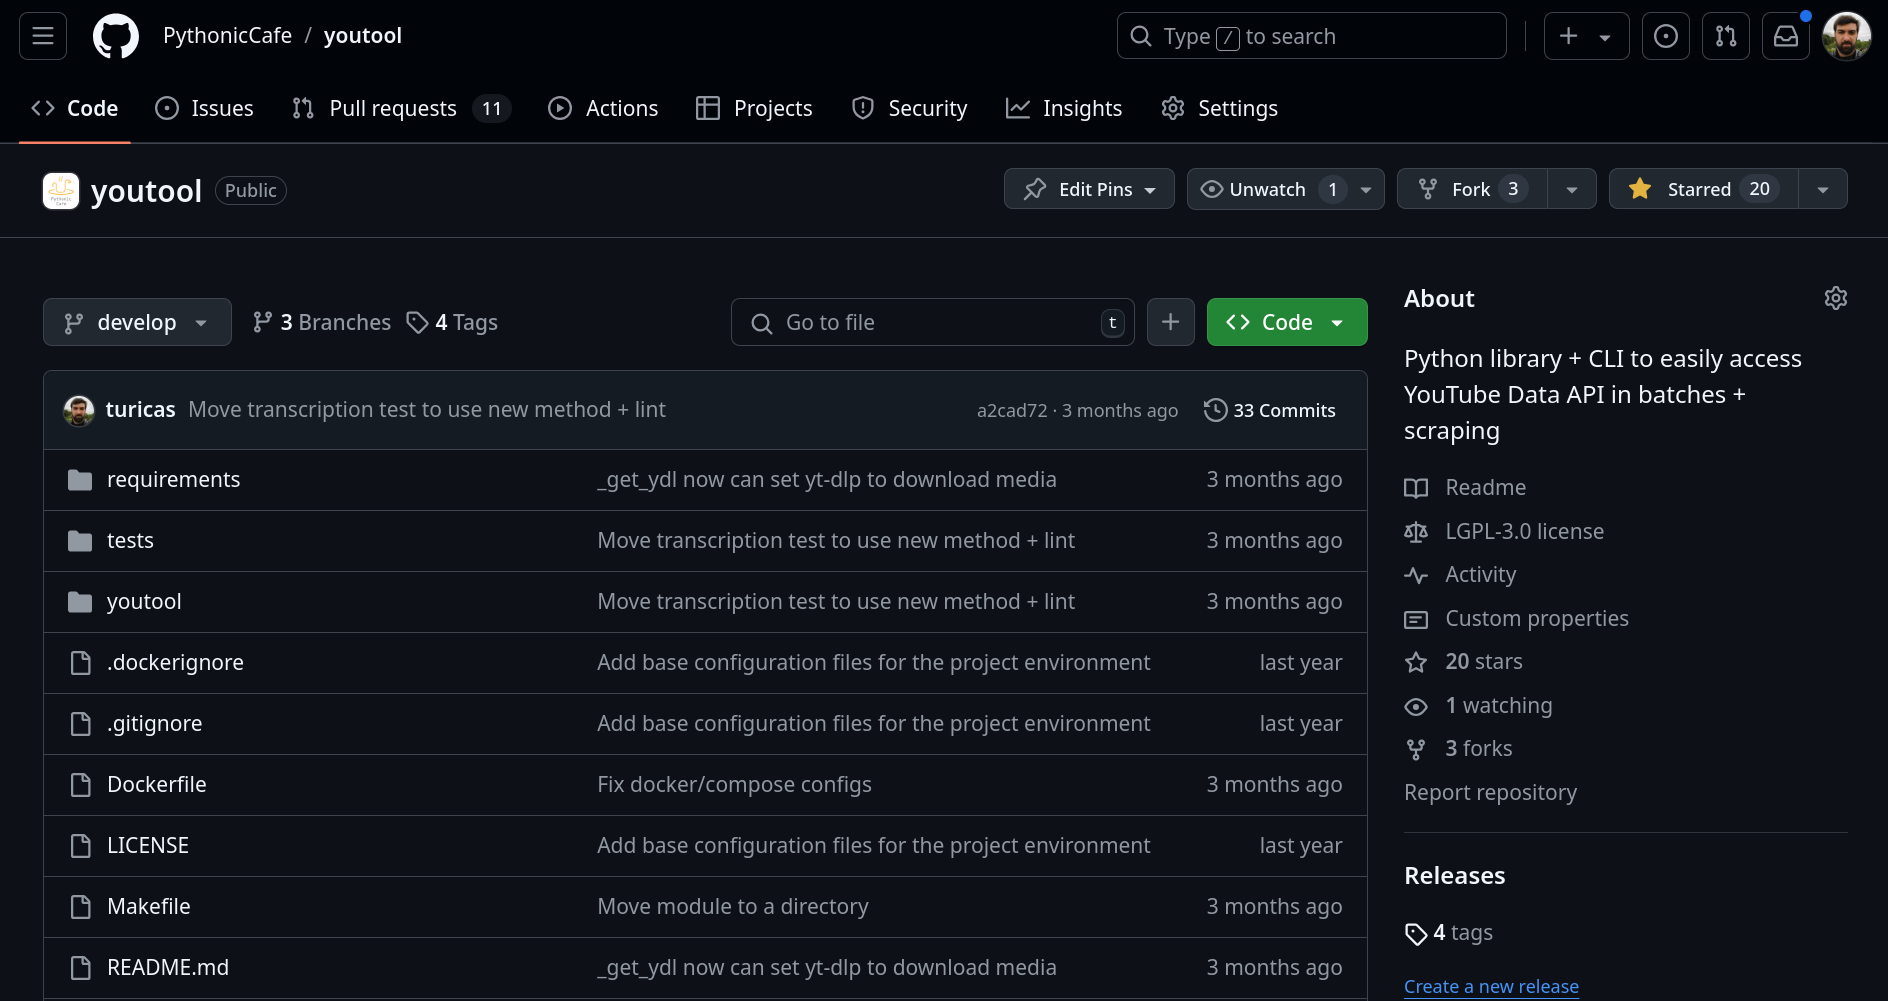 PythonicCafe / youtool
Type / to search
Code
Issues
Pull requests 11
Actions
Projects
Security
Insights
Settings
youtool Public
Edit Pins
Unwatch 1
Fork 3
Starred 20
develop
3 Branches
4 Tags
Go to file t
Code
turicas Move transcription test to use new method + lint a2cad72 · 3 months ago 33 Commits
requirements _get_ydl now can set yt-dlp to download media 3 months ago
tests Move transcription test to use new method + lint 3 months ago
youtool Move transcription test to use new method + lint 3 months ago
.dockerignore Add base configuration files for the project environment last year
.gitignore Add base configuration files for the project environment last year
Dockerfile Fix docker/compose configs 3 months ago
LICENSE Add base configuration files for the project environment last year
Makefile Move module to a directory 3 months ago
README.md _get_ydl now can set yt-dlp to download media 3 months ago
About
Python library + CLI to easily access
YouTube Data API in batches +
scraping
Readme
LGPL-3.0 license
Activity
Custom properties
20 stars
1 watching
3 forks
Report repository
Releases
4 tags
Create a new release